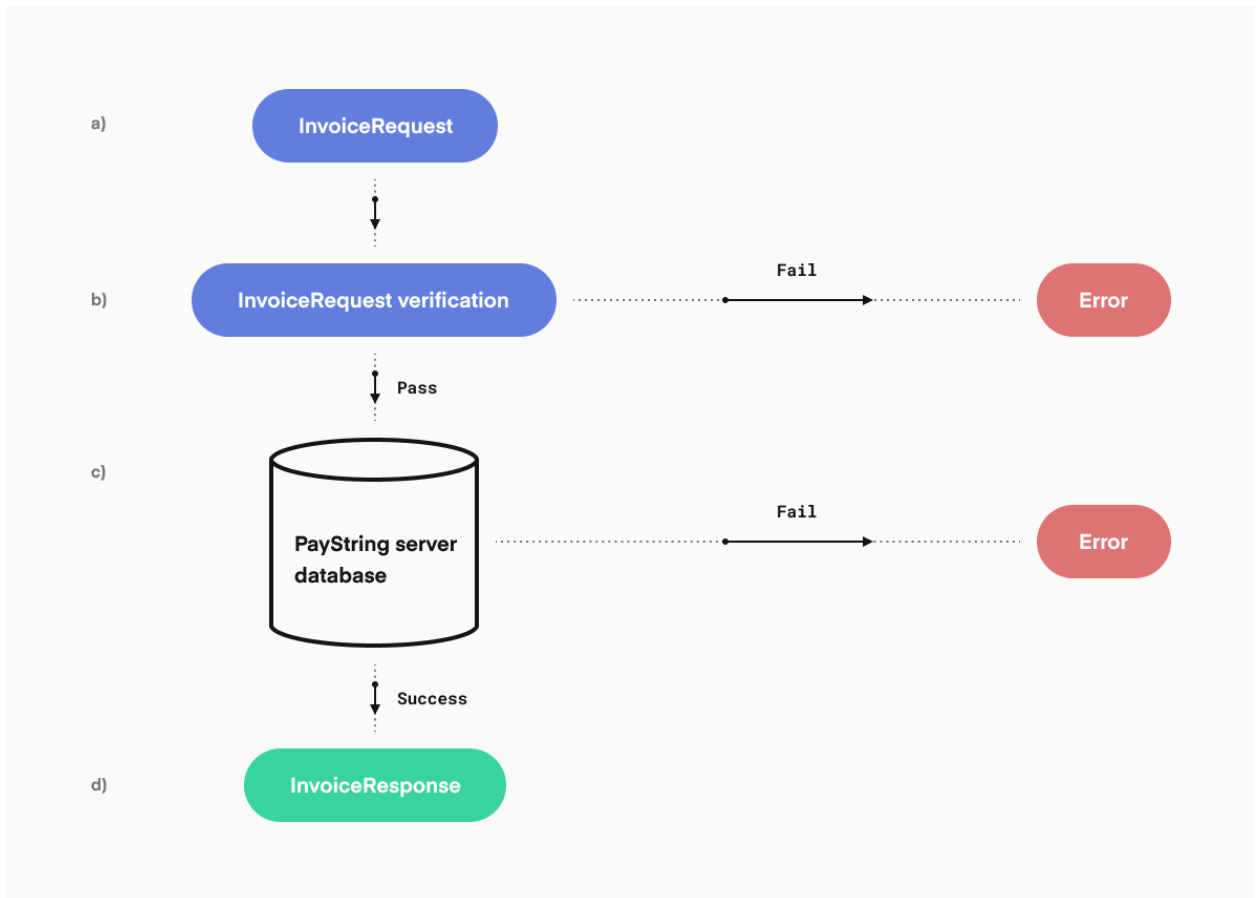 a)
InvoiceRequest
Fail
b)
InvoiceRequest verification
Error
Pass
c)
Fail
PayString server
database
Error
Success
d)
InvoiceResponse